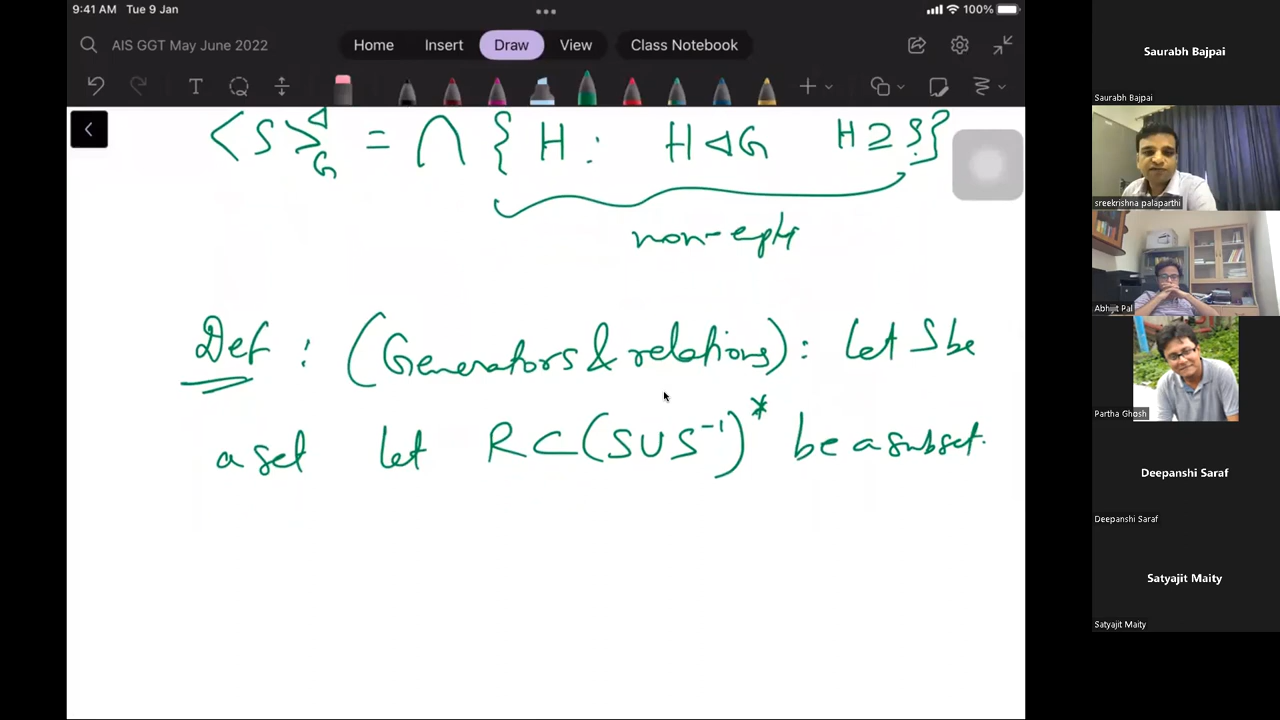 9:41 AM Tue 9 Jan
100%
AIS GGT May June 2022
Home Insert Draw View Class Notebook
T
<S>◁G = ∩ { H : H ◁ G H ⊇ S }
non-epty
Def : (Generators & relations) : let S be
a set let R ⊂ (S ∪ S⁻¹)* be a subset.
Saurabh Bajpai
Saurabh Bajpai
sreekrishna palaparthi
Abhijit Pal
Partha Ghosh
Deepanshi Saraf
Deepanshi Saraf
Satyajit Maity
Satyajit Maity